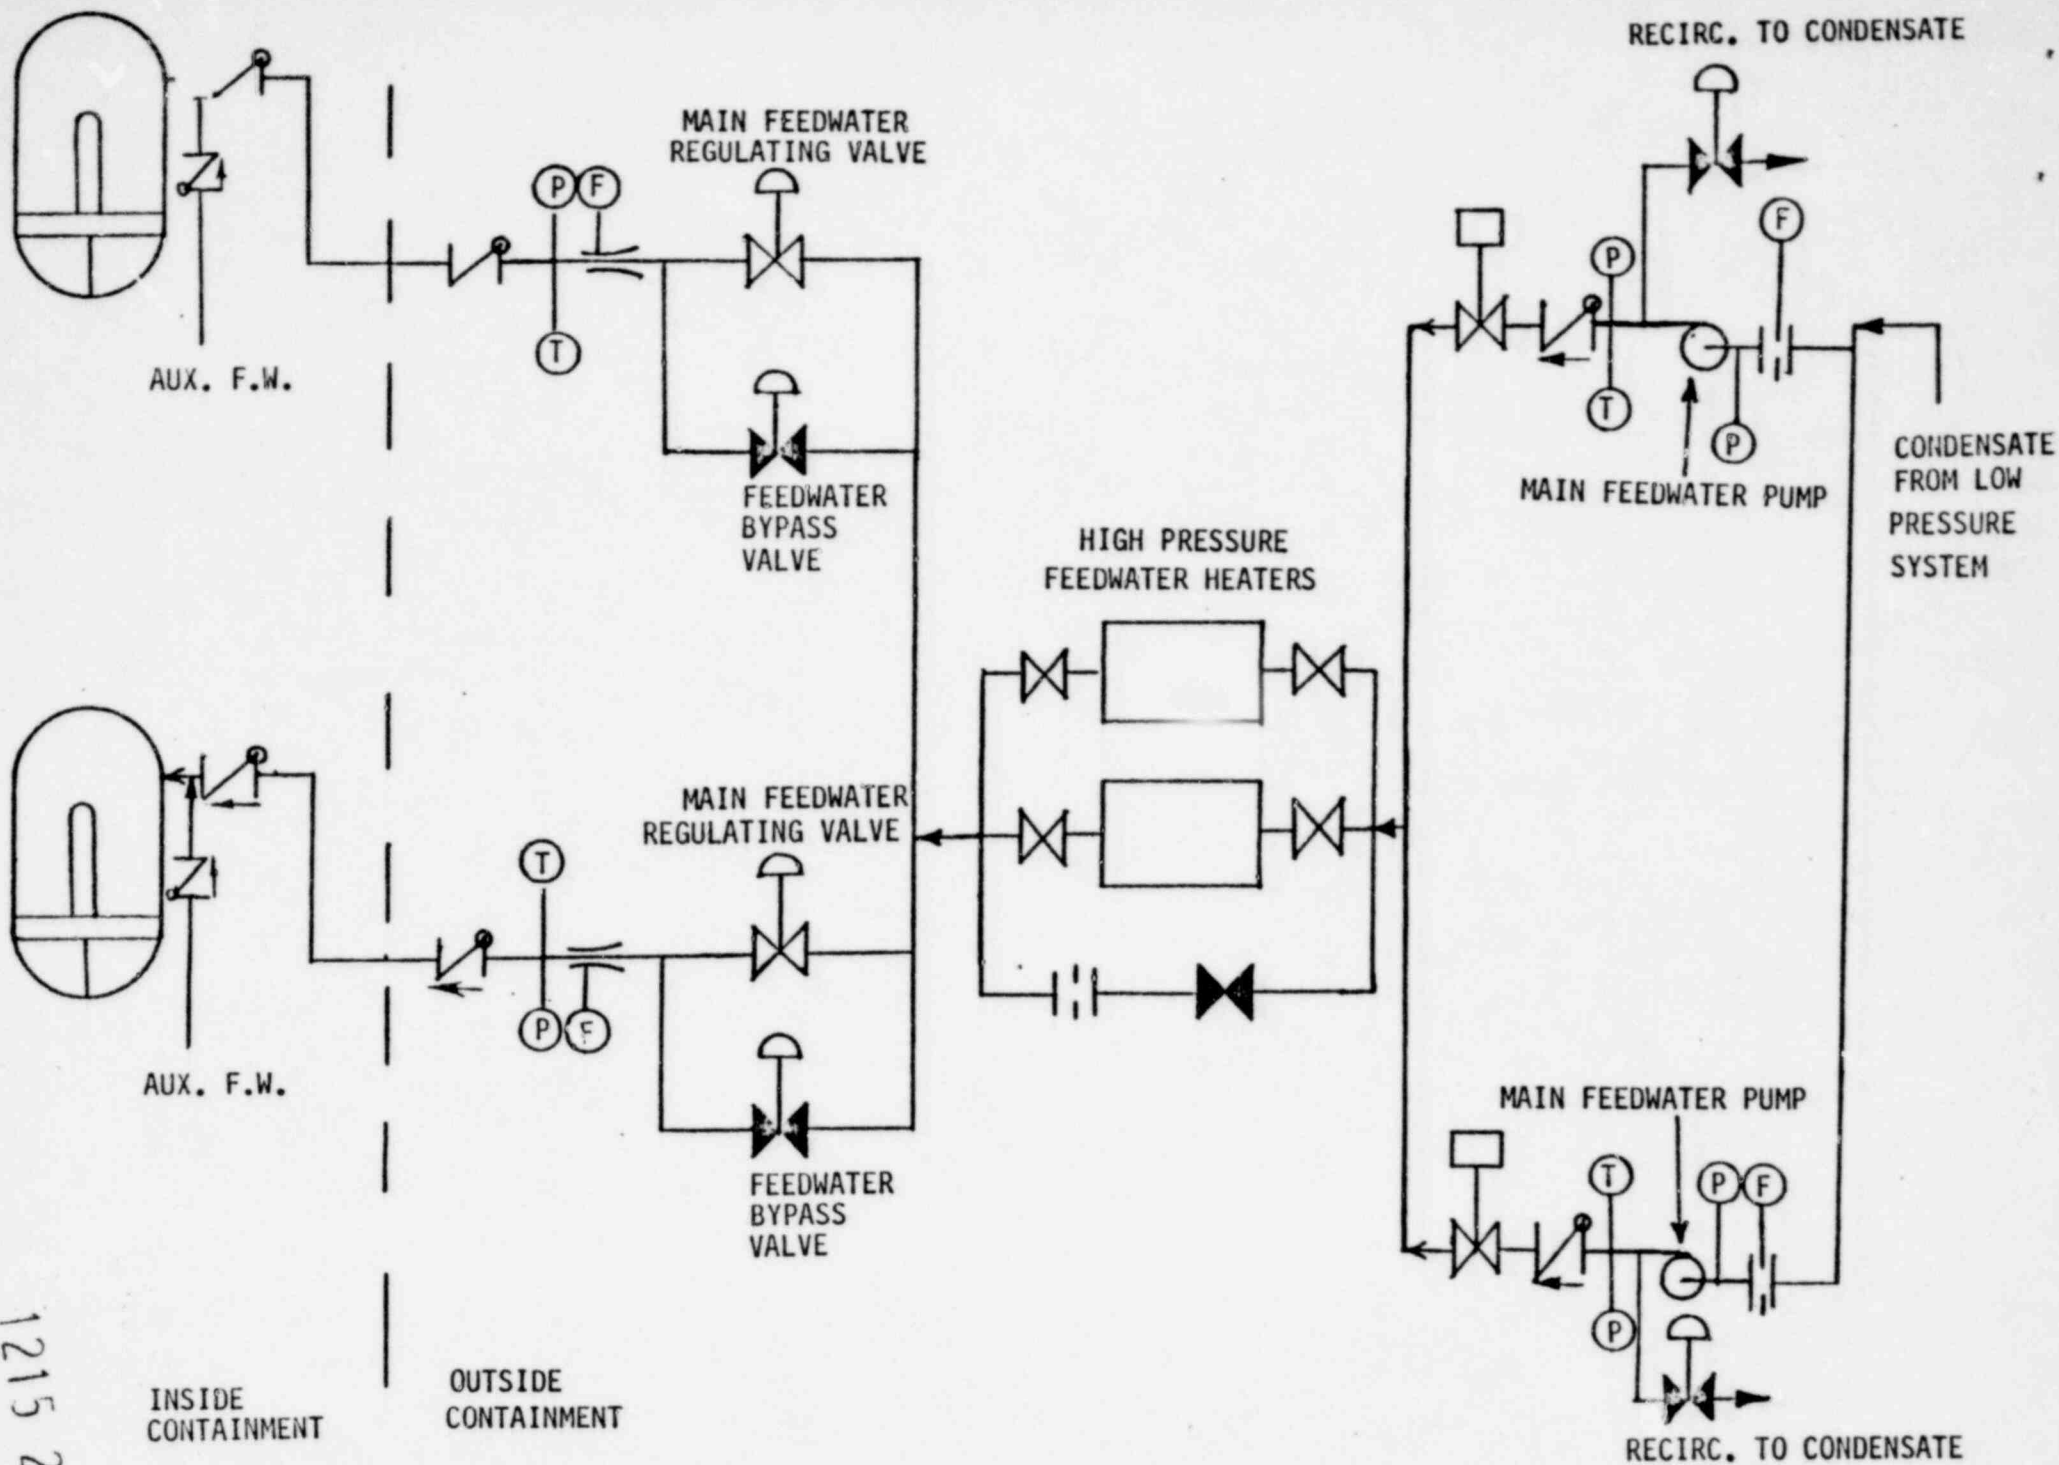 RECIRC. TO CONDENSATE
MAIN FEEDWATER
REGULATING VALVE
P
F
F
P
T
AUX. F.W.
T
P
CONDENSATE
FROM LOW
PRESSURE
SYSTEM
MAIN FEEDWATER PUMP
FEEDWATER
BYPASS
VALVE
HIGH PRESSURE
FEEDWATER HEATERS
MAIN FEEDWATER
REGULATING VALVE
T
P
F
AUX. F.W.
MAIN FEEDWATER PUMP
T
P
F
FEEDWATER
BYPASS
VALVE
P
INSIDE
CONTAINMENT
OUTSIDE
CONTAINMENT
RECIRC. TO CONDENSATE
1215 2